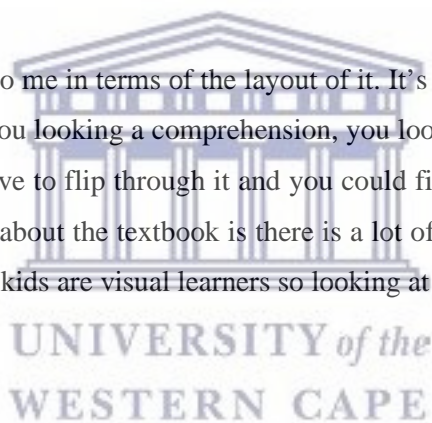 o me in terms of the layout of it. It’s
ou looking a comprehension, you loo
ve to flip through it and you could fi
about the textbook is there is a lot of
kids are visual learners so looking at
UNIVERSITY of the
WESTERN CAPE